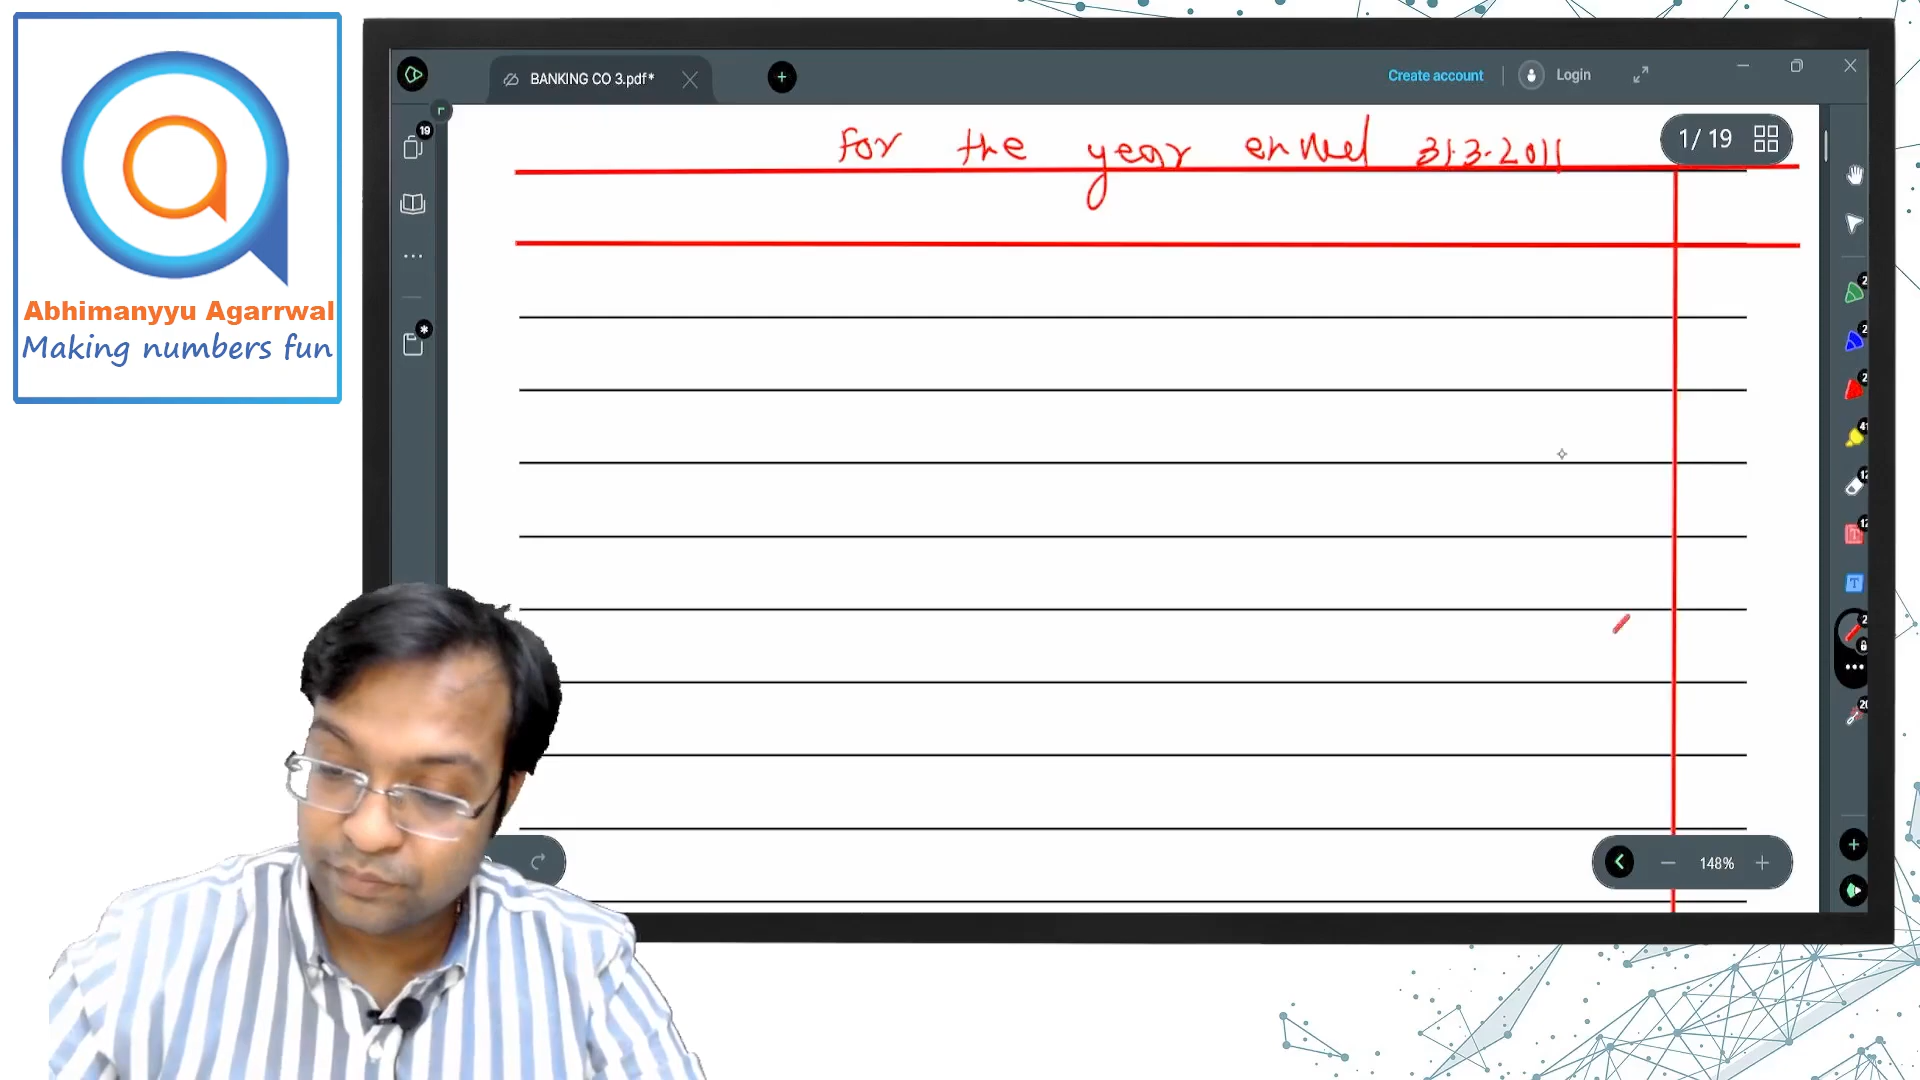 BANKING CO 3.pdf*
Create account
Login
19
for the year ended 31.3.2011
1/19
Abhimanyyu Agarrwal
Making numbers fun
T
148%